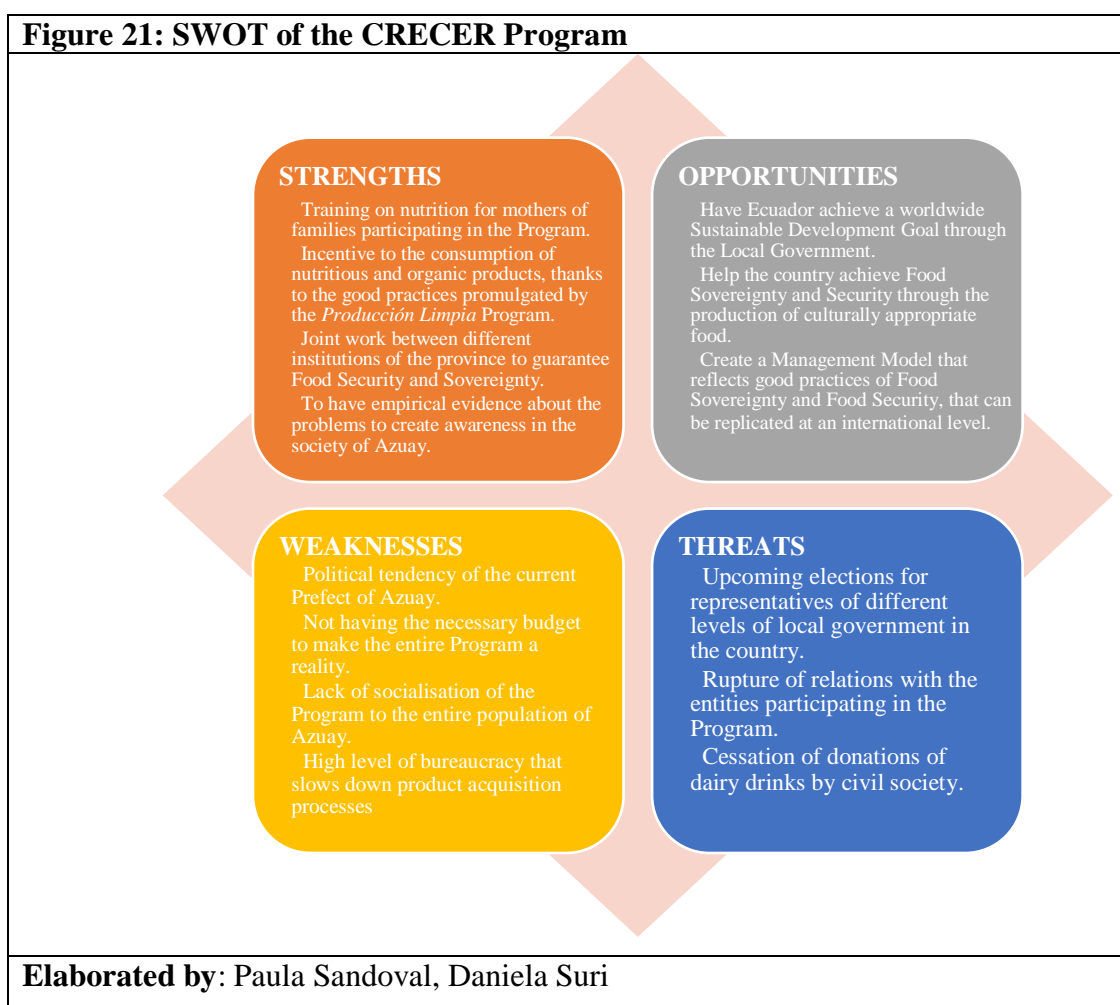 Figure 21: SWOT of the CRECER Program
STRENGTHS
Training on nutrition for mothers of
families participating in the Program.
Incentive to the consumption of
nutritious and organic products, thanks
to the good practices promulgated by
the Producción Limpia Program.
Joint work between different
institutions of the province to guarantee
Food Security and Sovereignty.
To have empirical evidence about the
problems to create awareness in the
society of Azuay.
OPPORTUNITIES
Have Ecuador achieve a worldwide
Sustainable Development Goal through
the Local Government.
Help the country achieve Food
Sovereignty and Security through the
production of culturally appropriate
food.
Create a Management Model that
reflects good practices of Food
Sovereignty and Food Security, that can
be replicated at an international level.
WEAKNESSES
Political tendency of the current
Prefect of Azuay.
Not having the necessary budget
to make the entire Program a
reality.
Lack of socialisation of the
Program to the entire population of
Azuay.
High level of bureaucracy that
slows down product acquisition
processes
THREATS
Upcoming elections for
representatives of different
levels of local government in
the country.
Rupture of relations with the
entities participating in the
Program.
Cessation of donations of
dairy drinks by civil society.
Elaborated by: Paula Sandoval, Daniela Suri